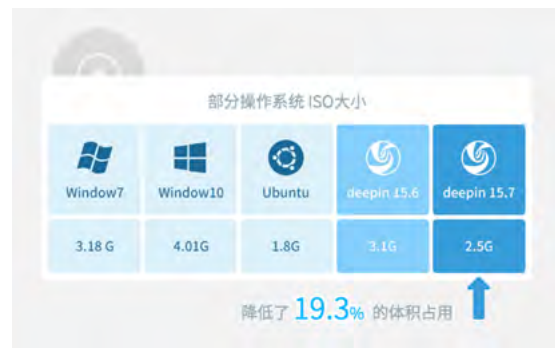 部分操作系统 ISO大小
Window7 Window10 Ubuntu deepin 15.6 deepin 15.7
3.18 G 4.01G 1.8G 3.1G 2.5G
降低了 19.3% 的体积占用